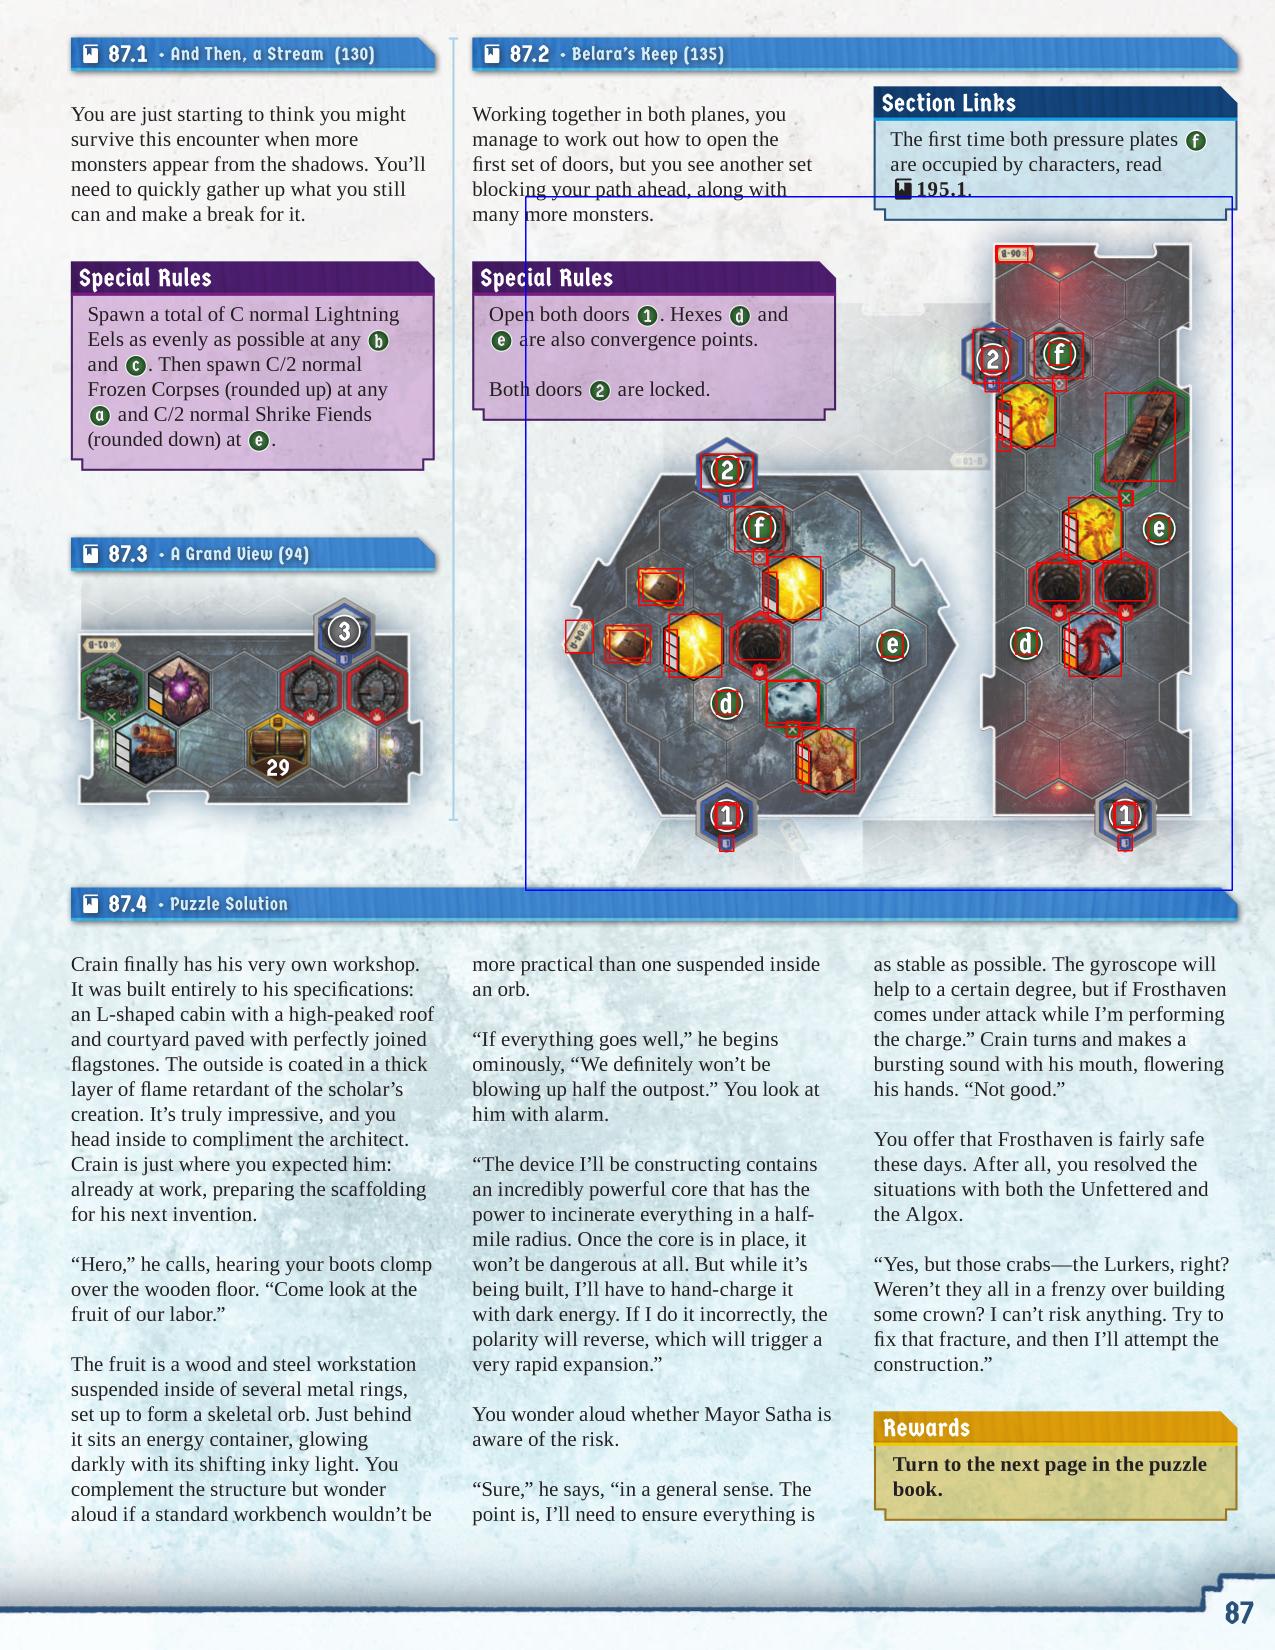 87.1 • And Then, a Stream (130)
You are just starting to think you might
survive this encounter when more
monsters appear from the shadows. You’ll
need to quickly gather up what you still
can and make a break for it.
Special Rules
Spawn a total of C normal Lightning
Eels as evenly as possible at any b
and c. Then spawn C/2 normal
Frozen Corpses (rounded up) at any
a and C/2 normal Shrike Fiends
(rounded down) at e.
87.2 • Belara’s Keep (135)
Working together in both planes, you
manage to work out how to open the
first set of doors, but you see another set
blocking your path ahead, along with
many more monsters.
Section Links
The first time both pressure plates f
are occupied by characters, read
195.1.
Special Rules
Open both doors 1. Hexes d and
e are also convergence points.
Both doors 2 are locked.
06-B
2
f
01-B
e
d
1
2
f
04-A
e
d
1
87.3 • A Grand View (94)
01-B
3
29
87.4 • Puzzle Solution
Crain finally has his very own workshop.
It was built entirely to his specifications:
an L-shaped cabin with a high-peaked roof
and courtyard paved with perfectly joined
flagstones. The outside is coated in a thick
layer of flame retardant of the scholar’s
creation. It’s truly impressive, and you
head inside to compliment the architect.
Crain is just where you expected him:
already at work, preparing the scaffolding
for his next invention.
“Hero,” he calls, hearing your boots clomp
over the wooden floor. “Come look at the
fruit of our labor.”
The fruit is a wood and steel workstation
suspended inside of several metal rings,
set up to form a skeletal orb. Just behind
it sits an energy container, glowing
darkly with its shifting inky light. You
complement the structure but wonder
aloud if a standard workbench wouldn’t be
more practical than one suspended inside
an orb.
“If everything goes well,” he begins
ominously, “We definitely won’t be
blowing up half the outpost.” You look at
him with alarm.
“The device I’ll be constructing contains
an incredibly powerful core that has the
power to incinerate everything in a half-
mile radius. Once the core is in place, it
won’t be dangerous at all. But while it’s
being built, I’ll have to hand-charge it
with dark energy. If I do it incorrectly, the
polarity will reverse, which will trigger a
very rapid expansion.”
You wonder aloud whether Mayor Satha is
aware of the risk.
“Sure,” he says, “in a general sense. The
point is, I’ll need to ensure everything is
as stable as possible. The gyroscope will
help to a certain degree, but if Frosthaven
comes under attack while I’m performing
the charge.” Crain turns and makes a
bursting sound with his mouth, flowering
his hands. “Not good.”
You offer that Frosthaven is fairly safe
these days. After all, you resolved the
situations with both the Unfettered and
the Algox.
“Yes, but those crabs—the Lurkers, right?
Weren’t they all in a frenzy over building
some crown? I can’t risk anything. Try to
fix that fracture, and then I’ll attempt the
construction.”
Rewards
Turn to the next page in the puzzle
book.
87